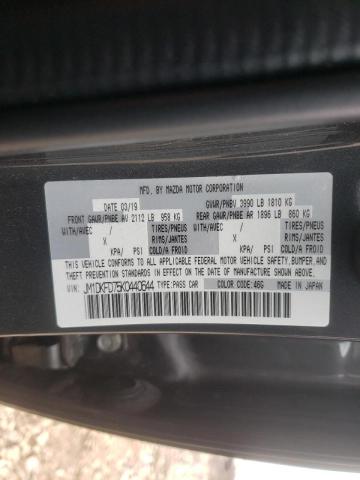 MFD. BY MAZDA MOTOR CORPORATION
DATE 03/19 GVWR/PNBV 3990 LB 1810 KG
FRONT GAWR/PNBE AV 2112 LB 958 KG REAR GAWR/PNBE AR 1896 LB 860 KG
WITH/AVEC / TIRES/PNEUS WITH/AVEC / TIRES/PNEUS
X RIMS/JANTES X RIMS/JANTES
KPA/ PSI COLD/A FROID KPA/ PSI COLD/A FROID
THIS VEHICLE CONFORMS TO ALL APPLICABLE FEDERAL MOTOR VEHICLE SAFETY,BUMPER,AND
THEFT PREVENTION STANDARDS IN EFFECT ON THE DATE OF MANUFACTURE SHOWN ABOVE.
VIN: JM1DKFD75K0440644 TYPE:PASS CAR COLOR CODE:46G MADE IN JAPAN